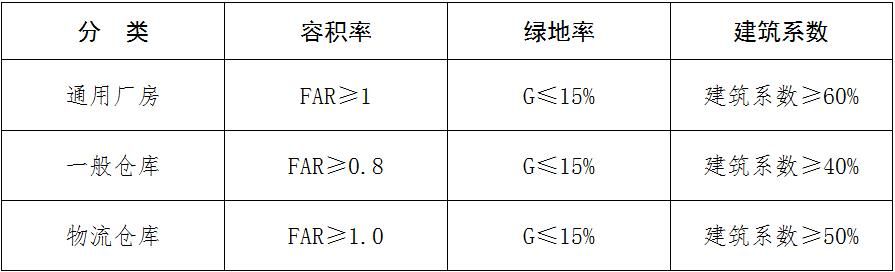 分 类 容积率 绿地率 建筑系数
通用厂房 FAR≥1 G≤15% 建筑系数≥60%
一般仓库 FAR≥0.8 G≤15% 建筑系数≥40%
物流仓库 FAR≥1.0 G≤15% 建筑系数≥50%